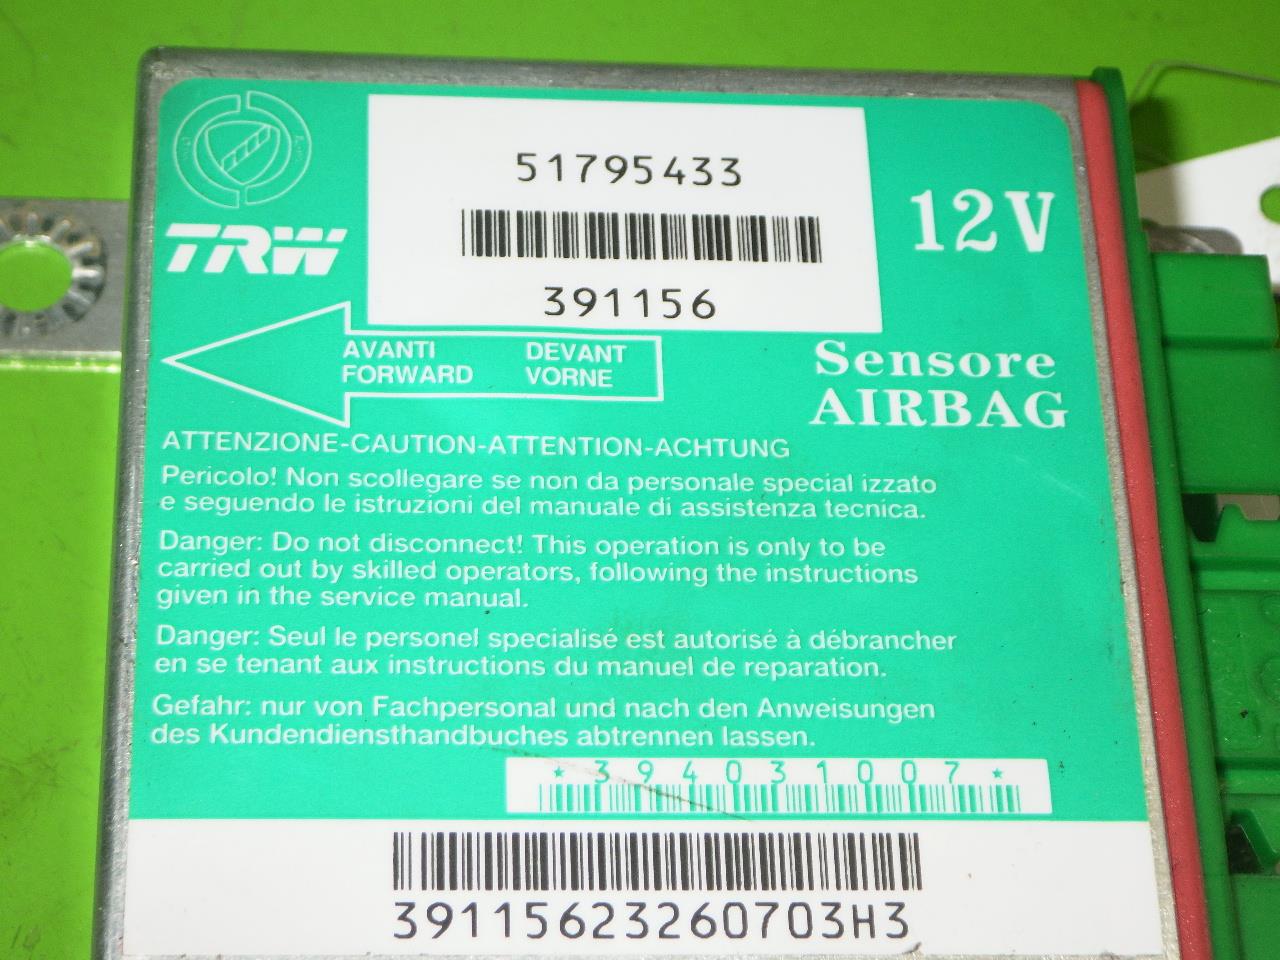 51795433
391156
TRW
12V
AVANTI DEVANT
FORWARD VORNE
Sensore
AIRBAG
ATTENZIONE-CAUTION-ATTENTION-ACHTUNG
Pericolo! Non scollegare se non da personale special izzato
e seguendo le istruzioni del manuale di assistenza tecnica.
Danger: Do not disconnect! This operation is only to be
carried out by skilled operators, following the instructions
given in the service manual.
Danger: Seul le personel specialisé est autorisé à débrancher
en se tenant aux instructions du manuel de reparation.
Gefahr: nur von Fachpersonal und nach den Anweisungen
des Kundendiensthandbuches abtrennen lassen.
* 394031007 *
39115623260703H3